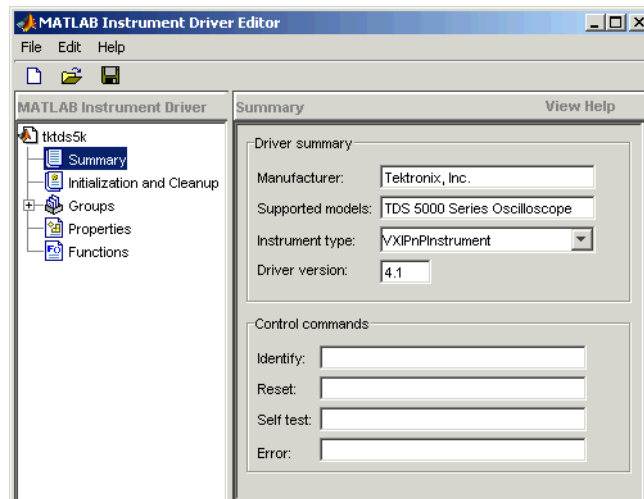 MATLAB Instrument Driver Editor
File Edit Help
MATLAB Instrument Driver
Summary View Help
tktds5k
Summary
Initialization and Cleanup
Groups
Properties
Functions
Driver summary
Manufacturer: Tektronix, Inc.
Supported models: TDS 5000 Series Oscilloscope
Instrument type: VXIPnPInstrument
Driver version: 4.1
Control commands
Identify:
Reset:
Self test:
Error: